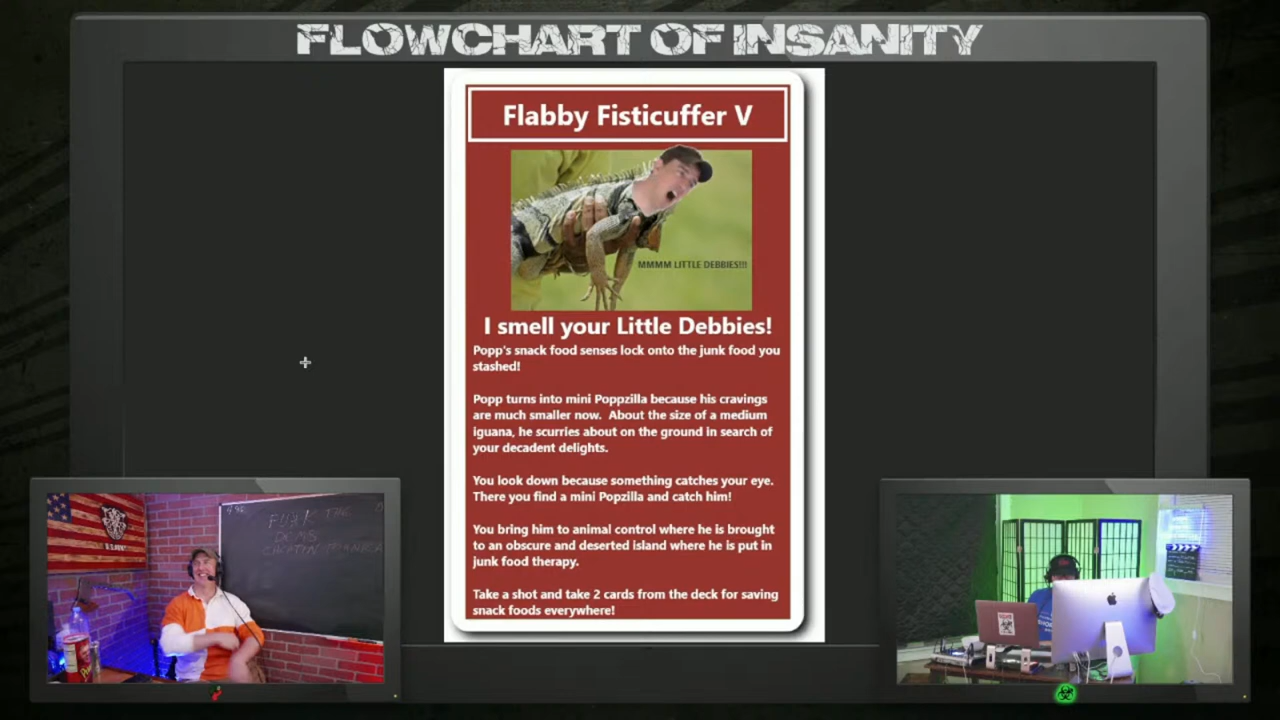 FLOWCHART OF INSANITY
Flabby Fisticuffer V
MMMM LITTLE DEBBIES!!!
I smell your Little Debbies!
Popp's snack food senses lock onto the junk food you
stashed!
Popp turns into mini Poppzilla because his cravings
are much smaller now. About the size of a medium
iguana, he scurries about on the ground in search of
your decadent delights.
You look down because something catches your eye.
There you find a mini Popzilla and catch him!
You bring him to animal control where he is brought
to an obscure and deserted island where he is put in
junk food therapy.
Take a shot and take 2 cards from the deck for saving
snack foods everywhere!
U.S. ARMY
THE
DEMS